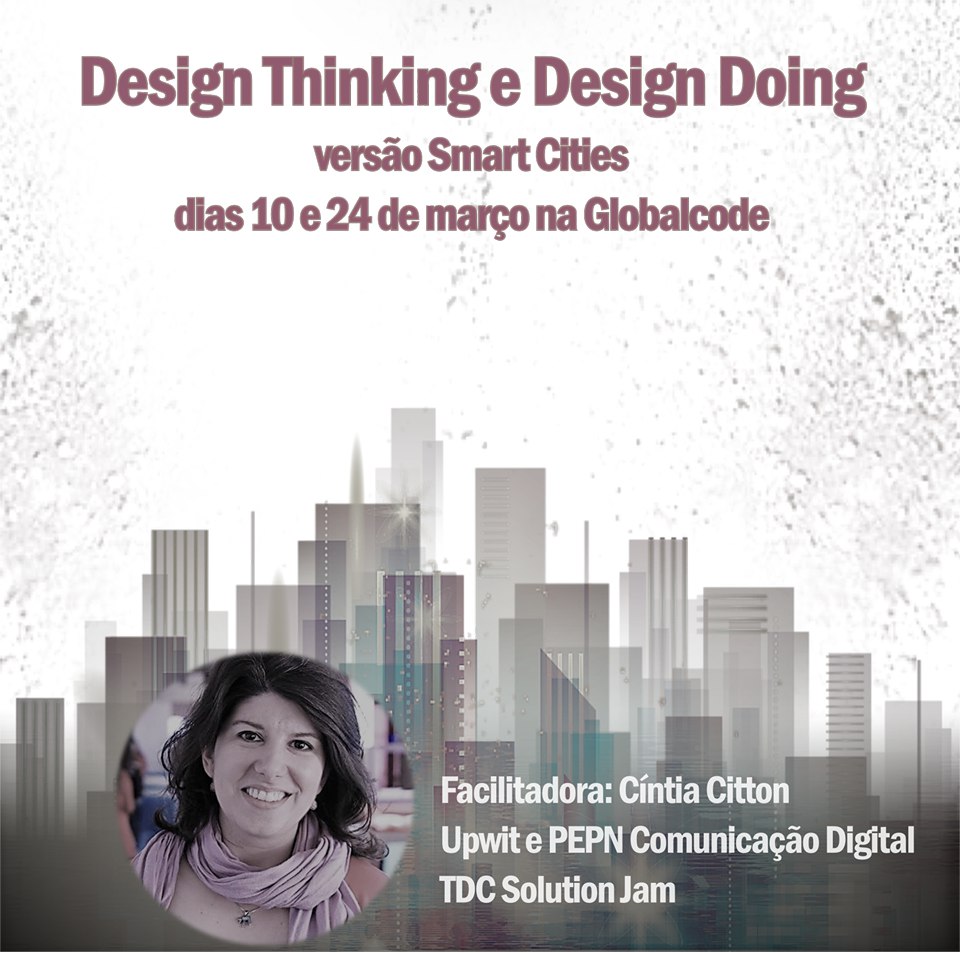 Design Thinking e Design Doing
versão Smart Cities
dias 10 e 24 de março na Globalcode
Facilitadora: Cíntia Citton
Upwit e PEPN Comunicação Digital
TDC Solution Jam